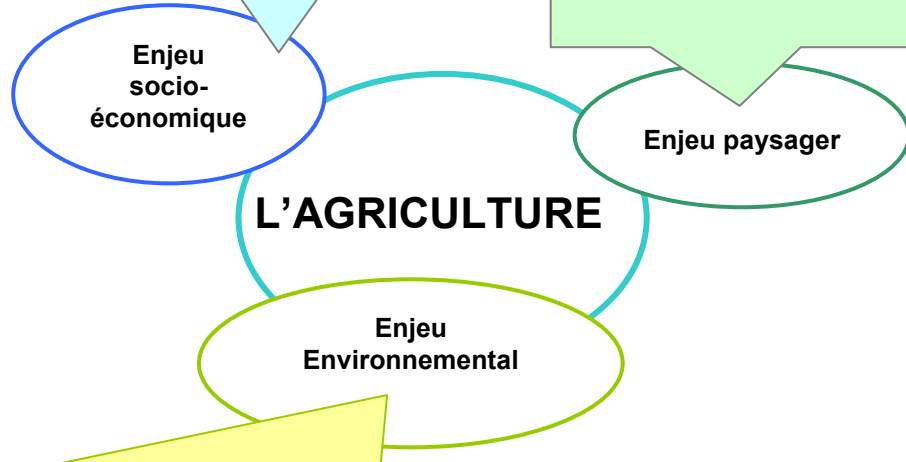 Enjeu
socio-
économique
Enjeu paysager
L’AGRICULTURE
Enjeu
Environnemental